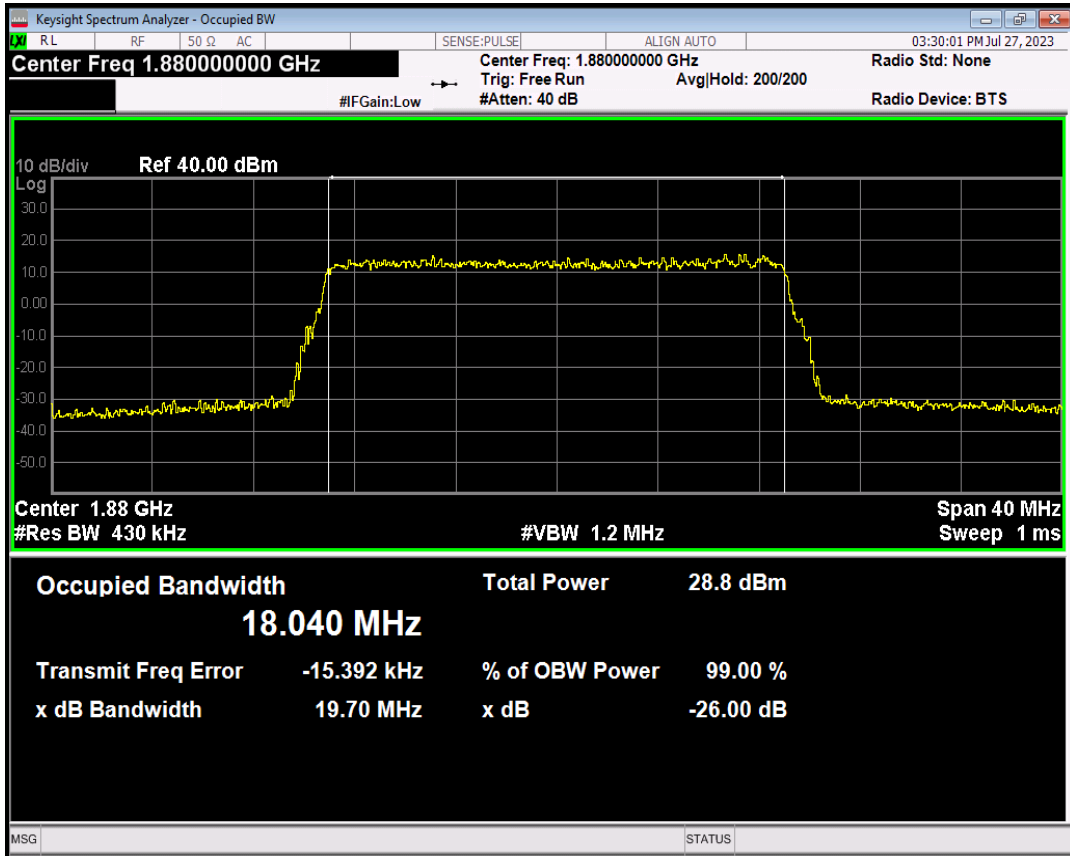 Keysight Spectrum Analyzer - Occupied BW
LXI RL RF 50 Ω AC SENSE:PULSE ALIGN AUTO 03:30:01 PM Jul 27, 2023
Center Freq 1.880000000 GHz Center Freq: 1.880000000 GHz Radio Std: None
Trig: Free Run Avg|Hold: 200/200
#IFGain:Low #Atten: 40 dB Radio Device: BTS
10 dB/div Ref 40.00 dBm
Log
30.0
20.0
10.0
0.00
-10.0
-20.0
-30.0
-40.0
-50.0
Center 1.88 GHz Span 40 MHz
#Res BW 430 kHz #VBW 1.2 MHz Sweep 1 ms
Occupied Bandwidth Total Power 28.8 dBm
18.040 MHz
Transmit Freq Error -15.392 kHz % of OBW Power 99.00 %
x dB Bandwidth 19.70 MHz x dB -26.00 dB
MSG STATUS